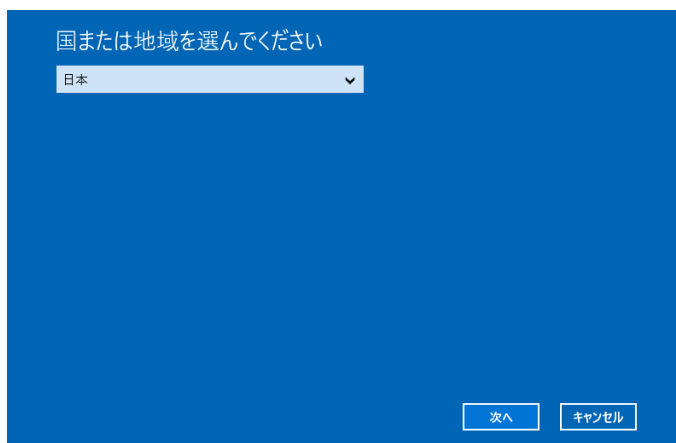 国または地域を選んでください
日本
次へ
キャンセル